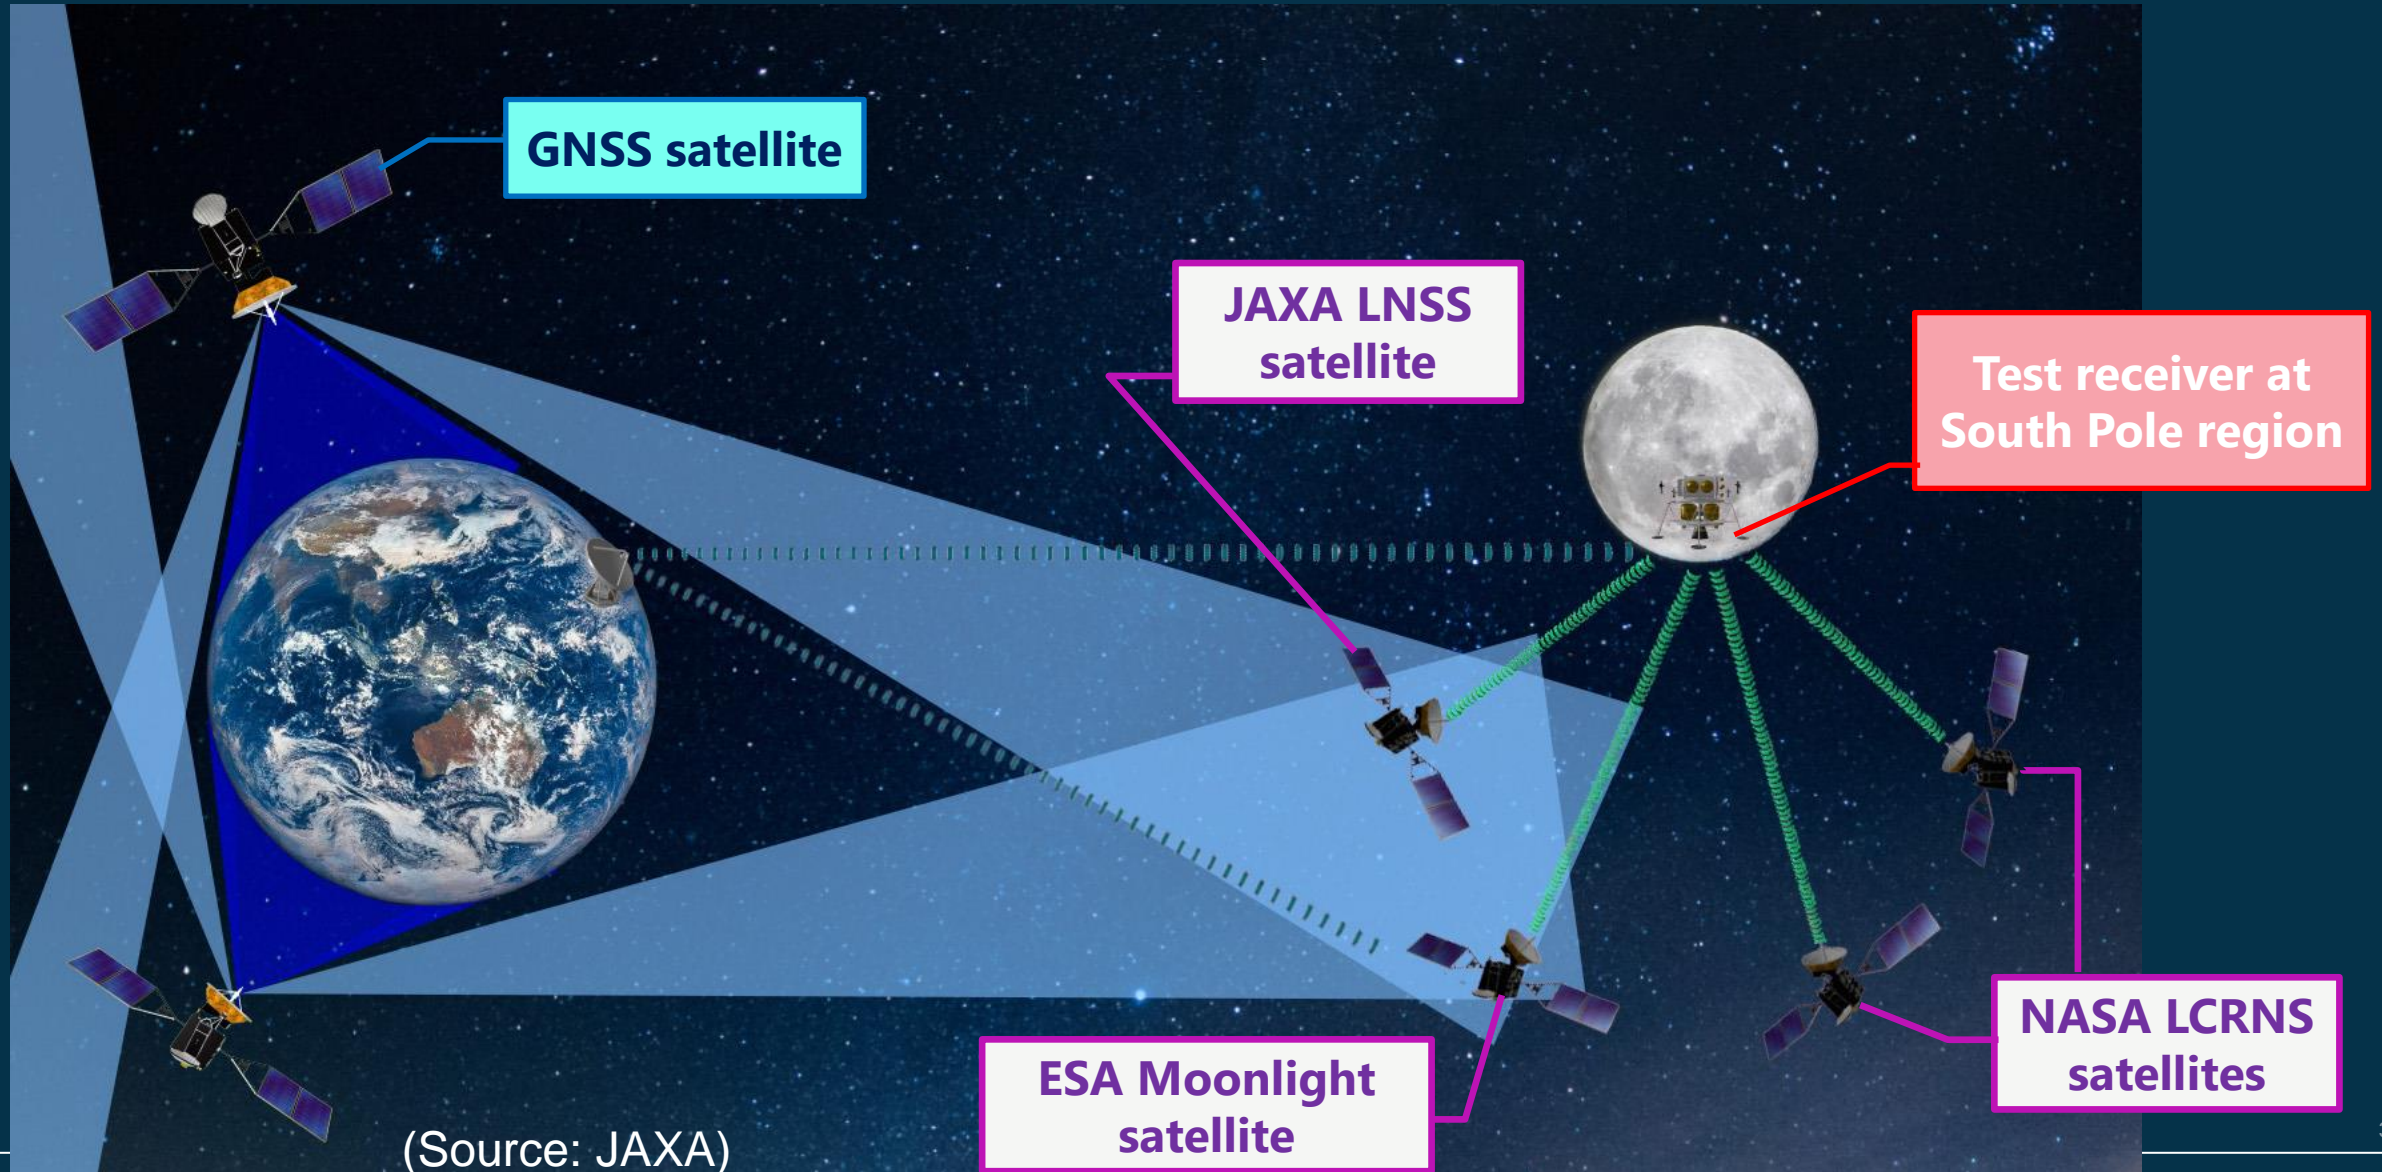 GNSS satellite
JAXA LNSS
satellite
Test receiver at
South Pole region
NASA LCRNS
satellites
ESA Moonlight
satellite
(Source: JAXA)